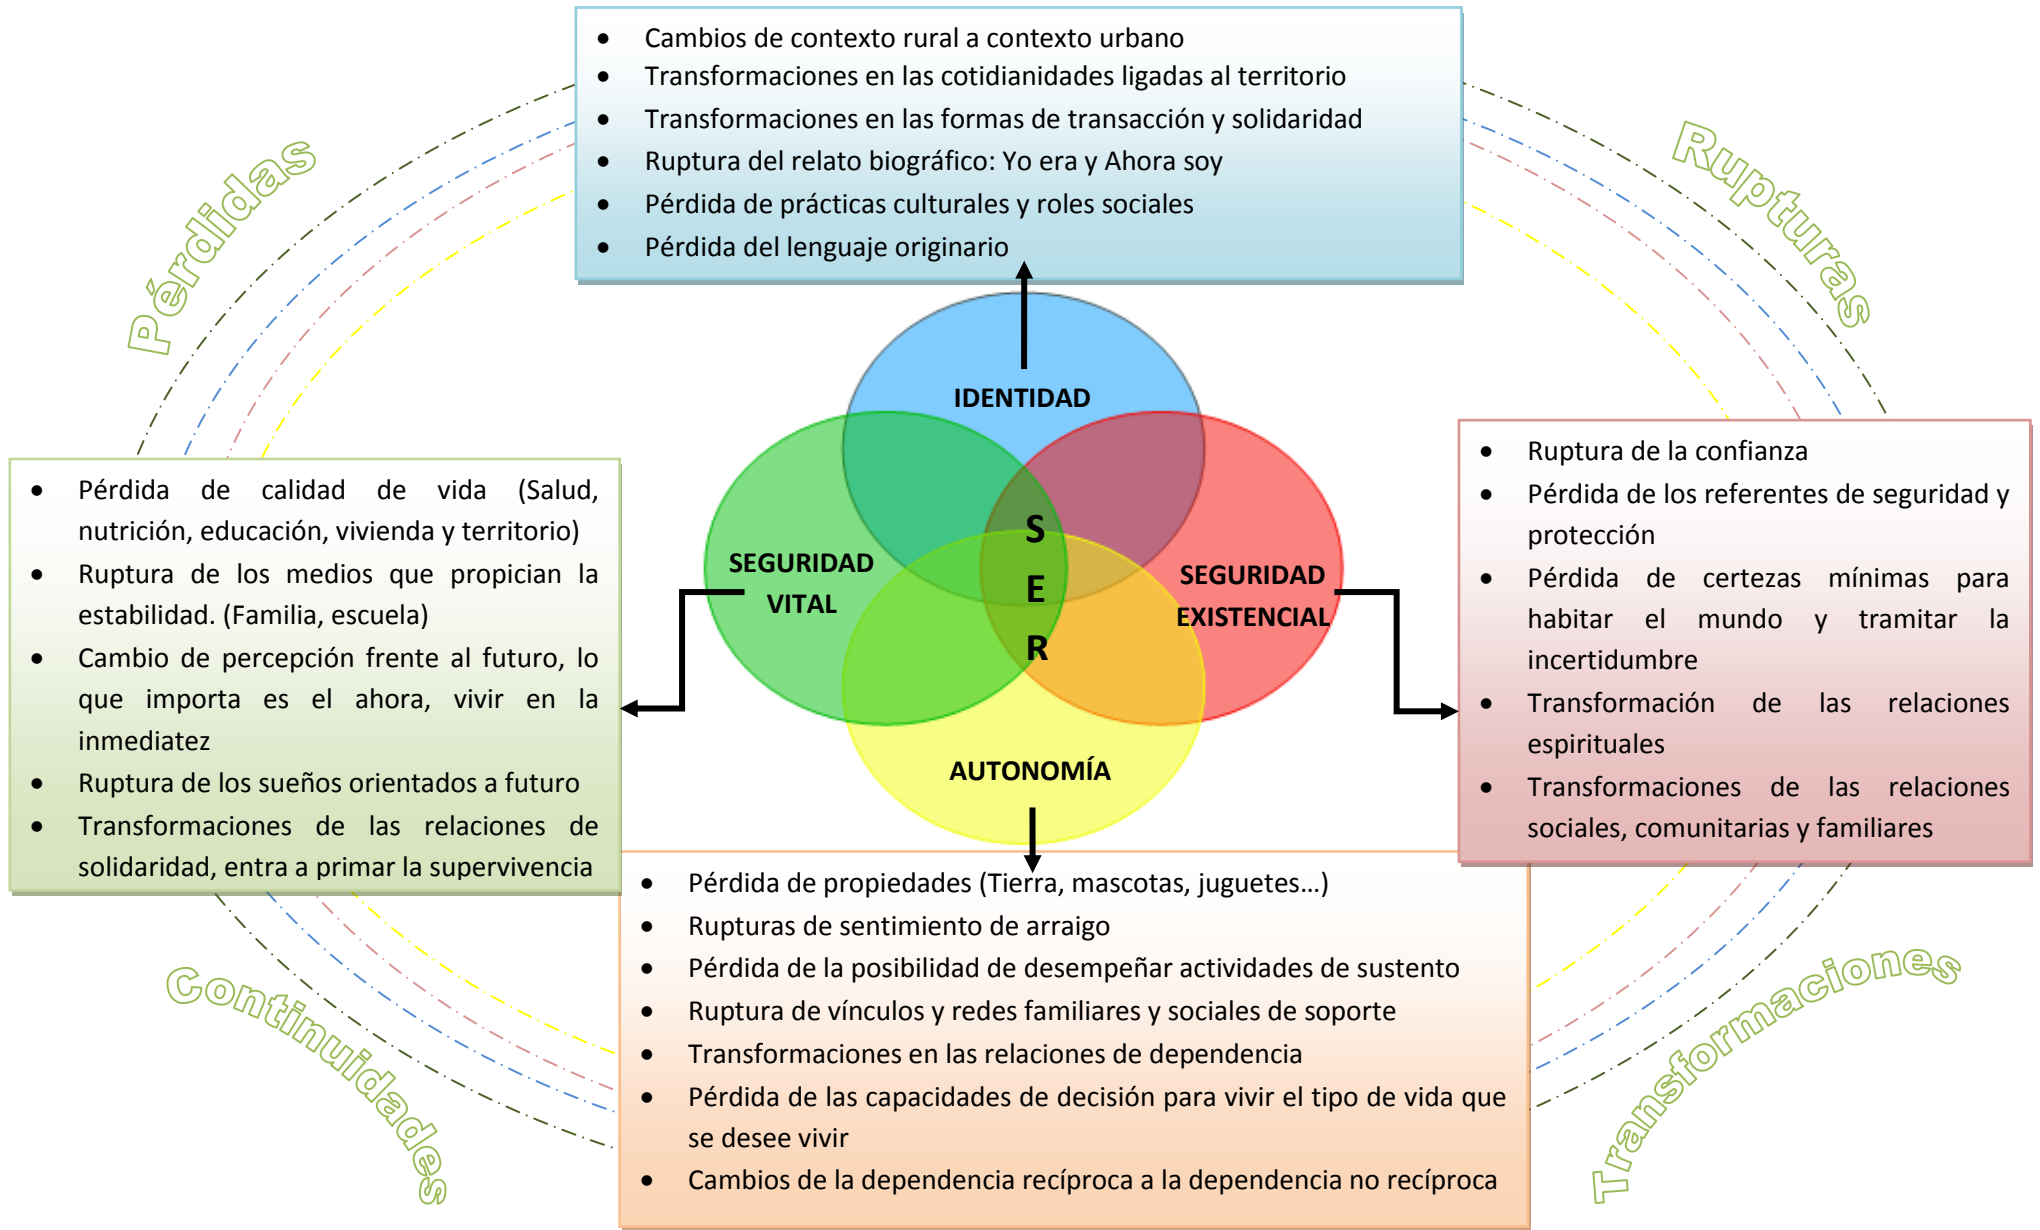 • Cambios de contexto rural a contexto urbano
• Transformaciones en las cotidianidades ligadas al territorio
• Transformaciones en las formas de transacción y solidaridad
• Ruptura del relato biográfico: Yo era y Ahora soy
• Pérdida de prácticas culturales y roles sociales
• Pérdida del lenguaje originario
Pérdidas
Rupturas
IDENTIDAD
SEGURIDAD
VITAL
S
E
R
SEGURIDAD
EXISTENCIAL
AUTONOMÍA
• Pérdida de calidad de vida (Salud,
nutrición, educación, vivienda y territorio)
• Ruptura de los medios que propician la
estabilidad. (Familia, escuela)
• Cambio de percepción frente al futuro, lo
que importa es el ahora, vivir en la
inmediatez
• Ruptura de los sueños orientados a futuro
• Transformaciones de las relaciones de
solidaridad, entra a primar la supervivencia
• Ruptura de la confianza
• Pérdida de los referentes de seguridad y
protección
• Pérdida de certezas mínimas para
habitar el mundo y tramitar la
incertidumbre
• Transformación de las relaciones
espirituales
• Transformaciones de las relaciones
sociales, comunitarias y familiares
• Pérdida de propiedades (Tierra, mascotas, juguetes…)
• Rupturas de sentimiento de arraigo
• Pérdida de la posibilidad de desempeñar actividades de sustento
• Ruptura de vínculos y redes familiares y sociales de soporte
• Transformaciones en las relaciones de dependencia
• Pérdida de las capacidades de decisión para vivir el tipo de vida que
se desee vivir
• Cambios de la dependencia recíproca a la dependencia no recíproca
Continuidades
Transformaciones